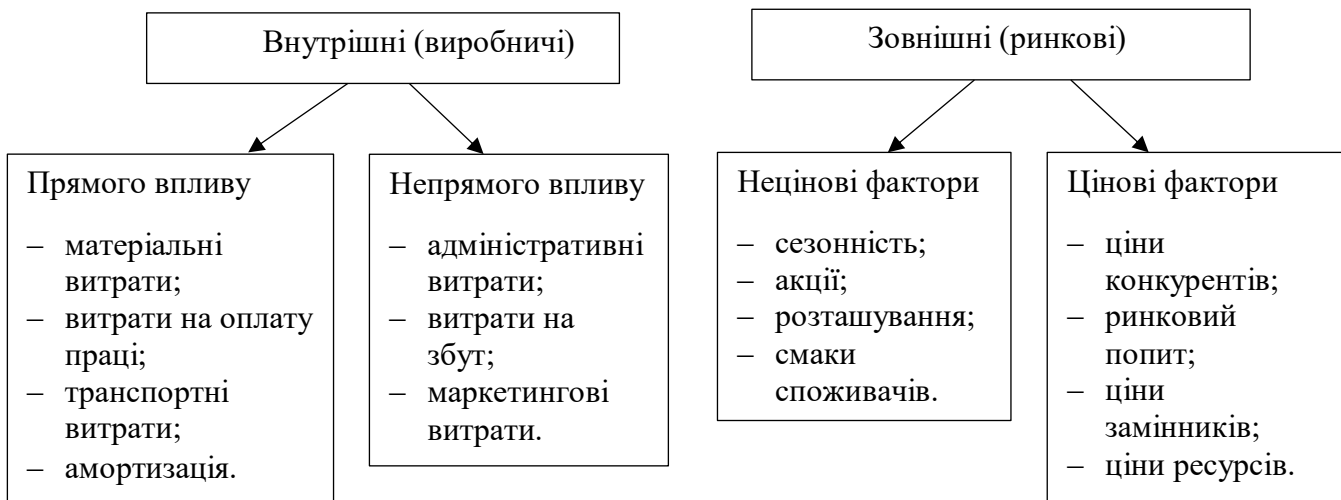 Внутрішні (виробничі)
Зовнішні (ринкові)
Прямого впливу
– матеріальні
витрати;
– витрати на оплату
праці;
– транспортні
витрати;
– амортизація.
Непрямого впливу
– адміністративні
витрати;
– витрати на
збут;
– маркетингові
витрати.
Нецінові фактори
– сезонність;
– акції;
– розташування;
– смаки
споживачів.
Цінові фактори
– ціни
конкурентів;
– ринковий
попит;
– ціни
замінників;
– ціни ресурсів.